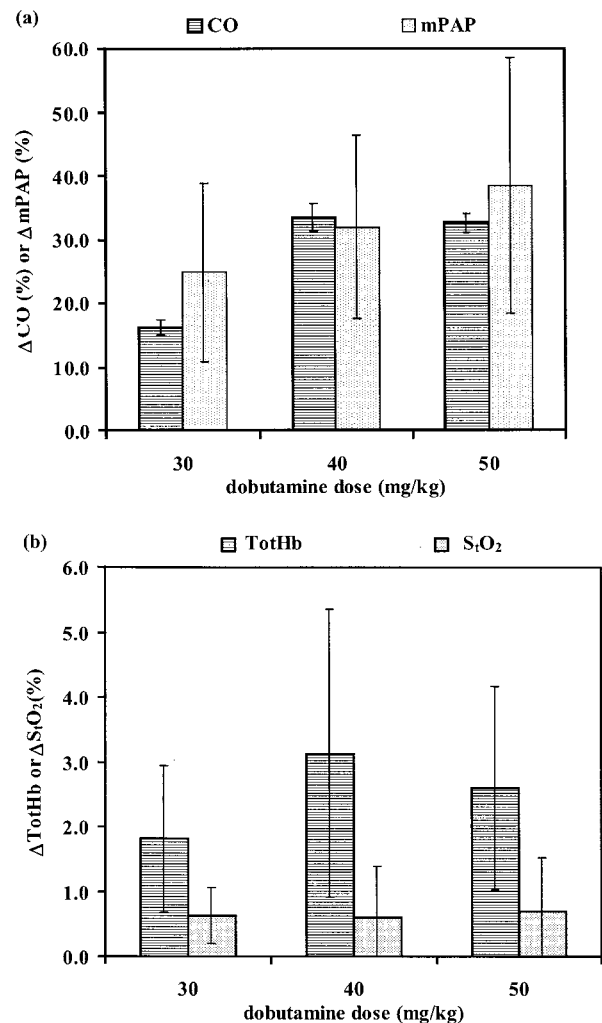 (a)
CO mPAP
60.0
50.0
40.0
30.0
20.0
10.0
0.0
ΔCO (%) or ΔmPAP (%)
30 40 50
dobutamine dose (mg/kg)
(b)
TotHb StO2
6.0
5.0
4.0
3.0
2.0
1.0
0.0
ΔTotHb or ΔStO2(%)
30 40 50
dobutamine dose (mg/kg)